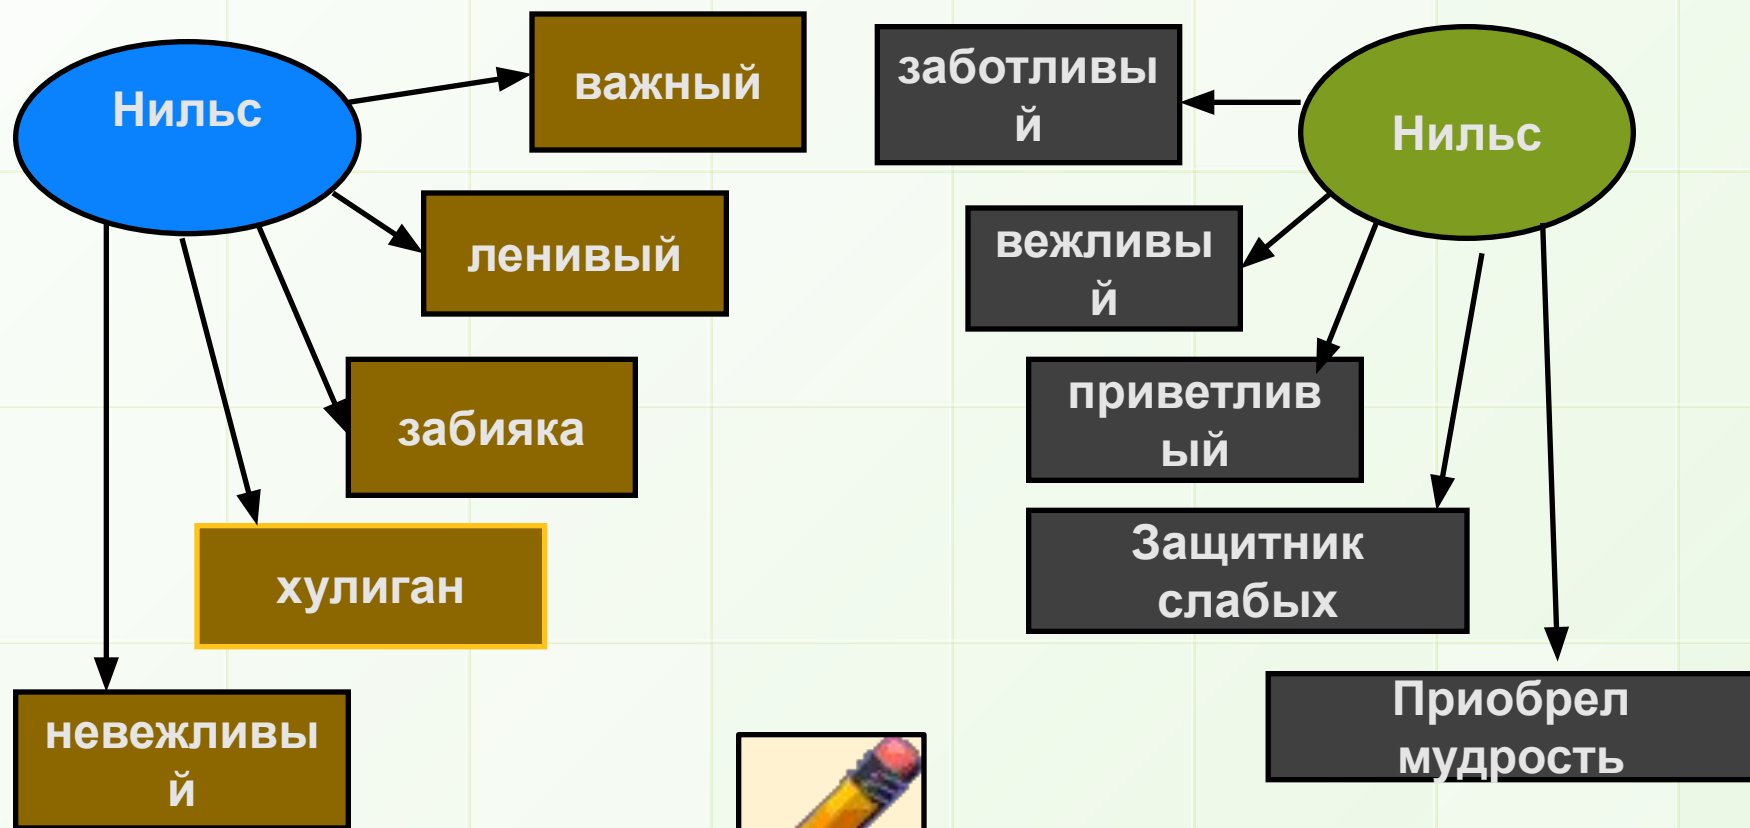 Нильс
важный
ленивый
забияка
хулиган
невежливы
й
Нильс
заботливы
й
вежливы
й
приветлив
ый
Защитник
слабых
Приобрел
мудрость